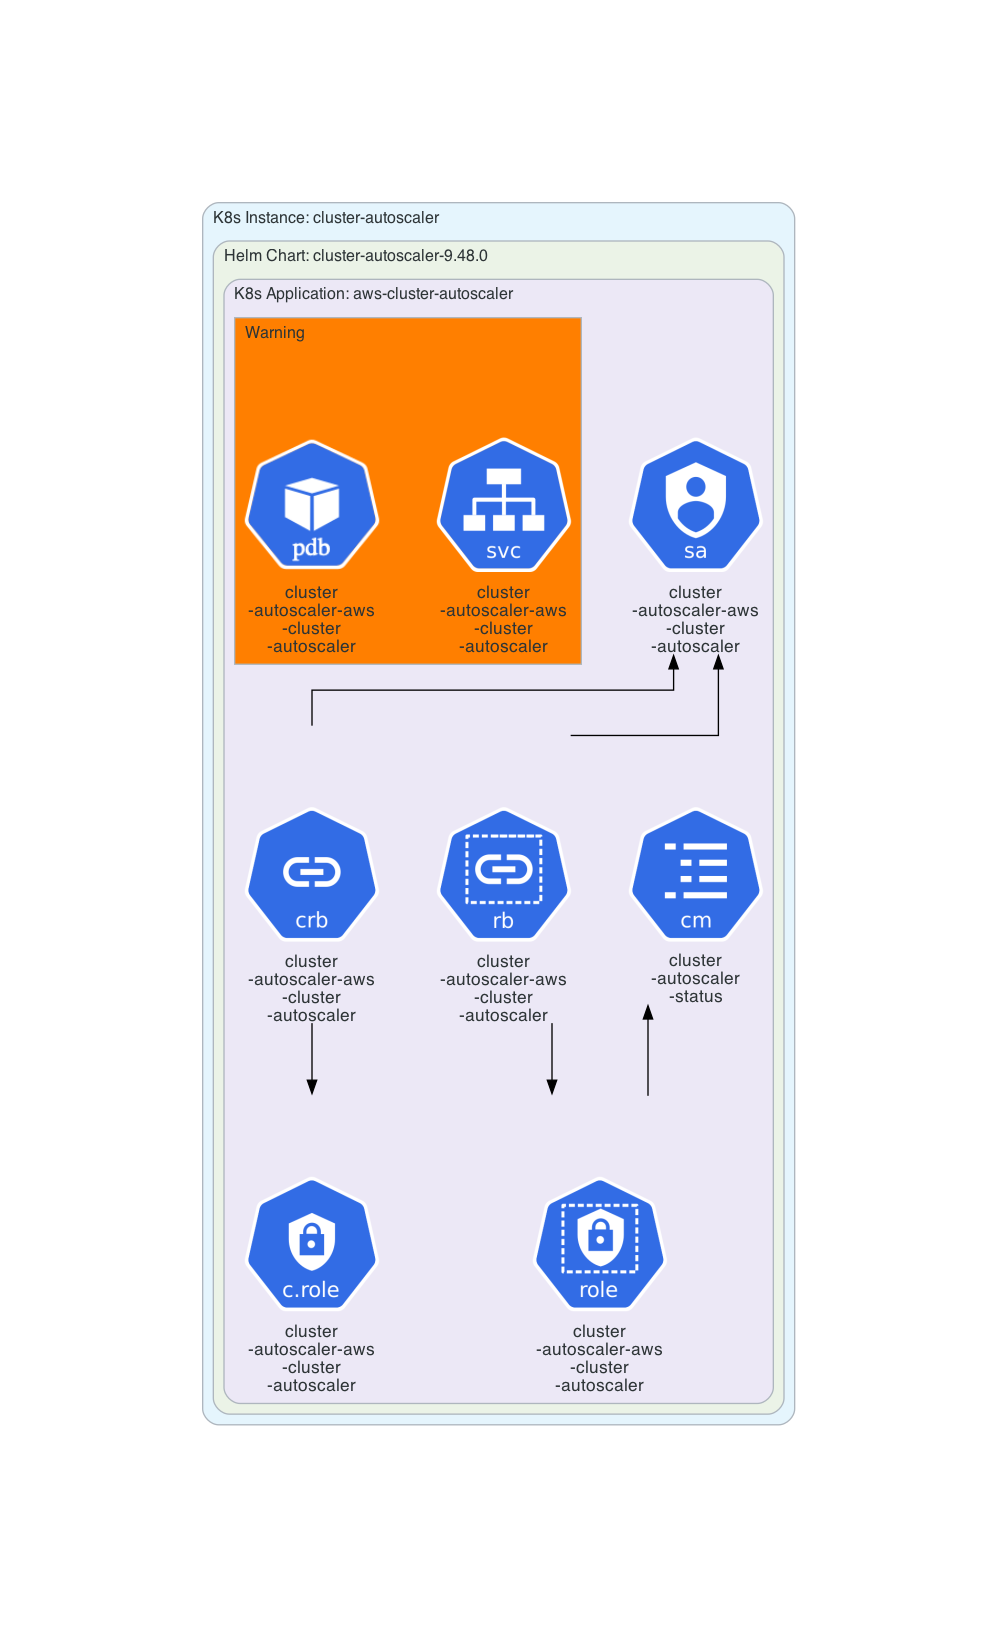 K8s Instance: cluster-autoscaler
Helm Chart: cluster-autoscaler-9.48.0
K8s Application: aws-cluster-autoscaler
Warning
pdb
cluster
-autoscaler-aws
-cluster
-autoscaler
svc
cluster
-autoscaler-aws
-cluster
-autoscaler
sa
cluster
-autoscaler-aws
-cluster
-autoscaler
crb
cluster
-autoscaler-aws
-cluster
-autoscaler
rb
cluster
-autoscaler-aws
-cluster
-autoscaler
cm
cluster
-autoscaler
-status
c.role
cluster
-autoscaler-aws
-cluster
-autoscaler
role
cluster
-autoscaler-aws
-cluster
-autoscaler